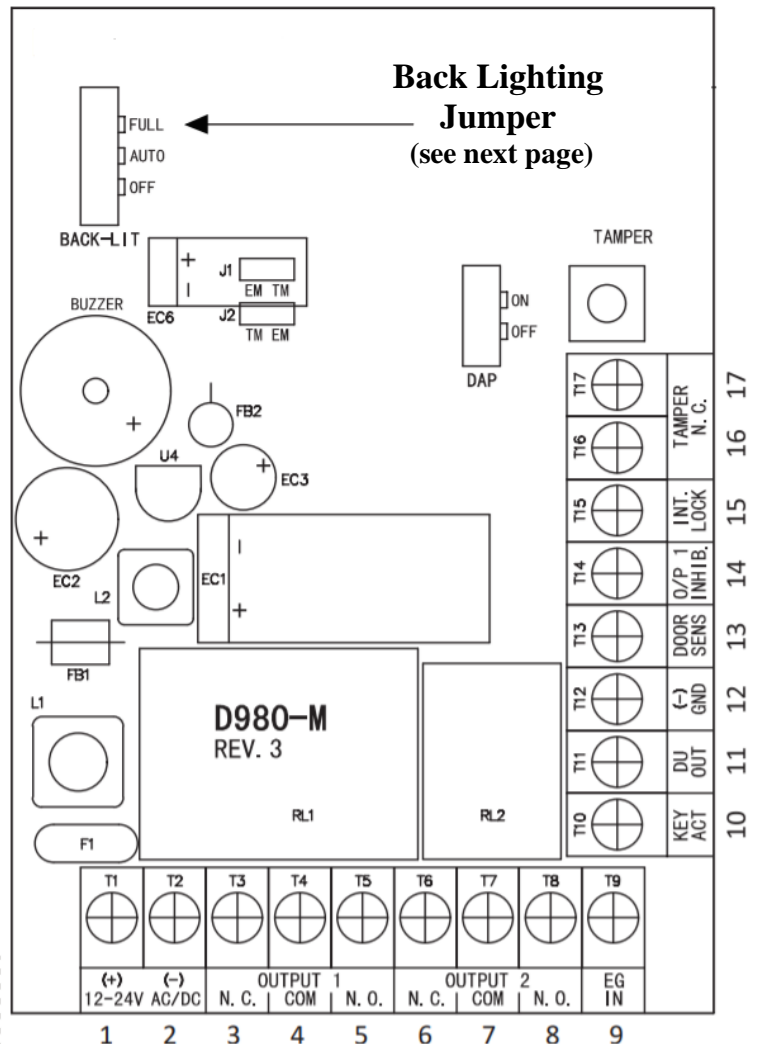 Back Lighting
Jumper
(see next page)
FULL
AUTO
OFF
BACK-LIT
TAMPER
+
−
J1
EM TM
EC6
J2
TM EM
ON
OFF
DAP
BUZZER
+
FB2
U4
+
EC3
+
EC2
L2
EC1
−
+
FB1
L1
D980-M
REV. 3
RL1
RL2
F1
T17
T16
TAMPER
N. C.
17
16
T15
INT.
LOCK
15
T14
O/P 1
INHIB.
14
T13
DOOR
SENS
13
T12
(-)
GND
12
T11
DU
OUT
11
T10
KEY
ACT
10
T1 T2 T3 T4 T5 T6 T7 T8 T9
(+) (-) OUTPUT 1 OUTPUT 2 EG
12-24V AC/DC N. C. COM N. O. N. C. COM N. O. IN
1 2 3 4 5 6 7 8 9